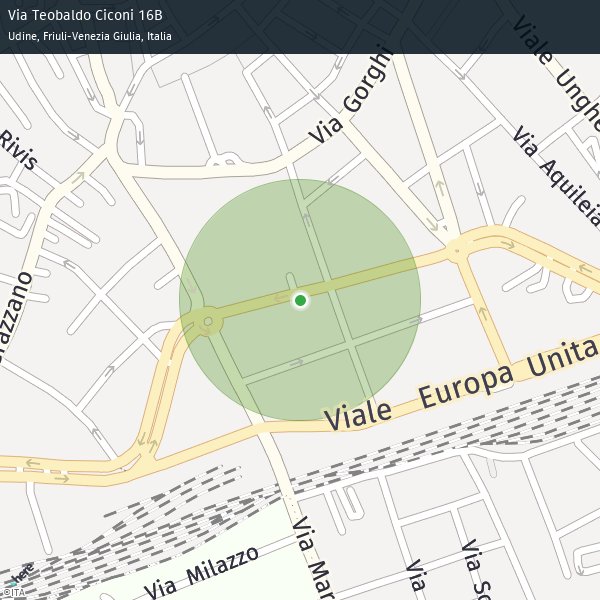 Via Teobaldo Ciconi 16B
Udine, Friuli-Venezia Giulia, Italia
Viale Unghe
Via Gorghi
Rivis
Via Aquileia
razzano
Viale Europa Unita
Via Mar
Via Milazzo
Via
Via Sc
here
©ITA